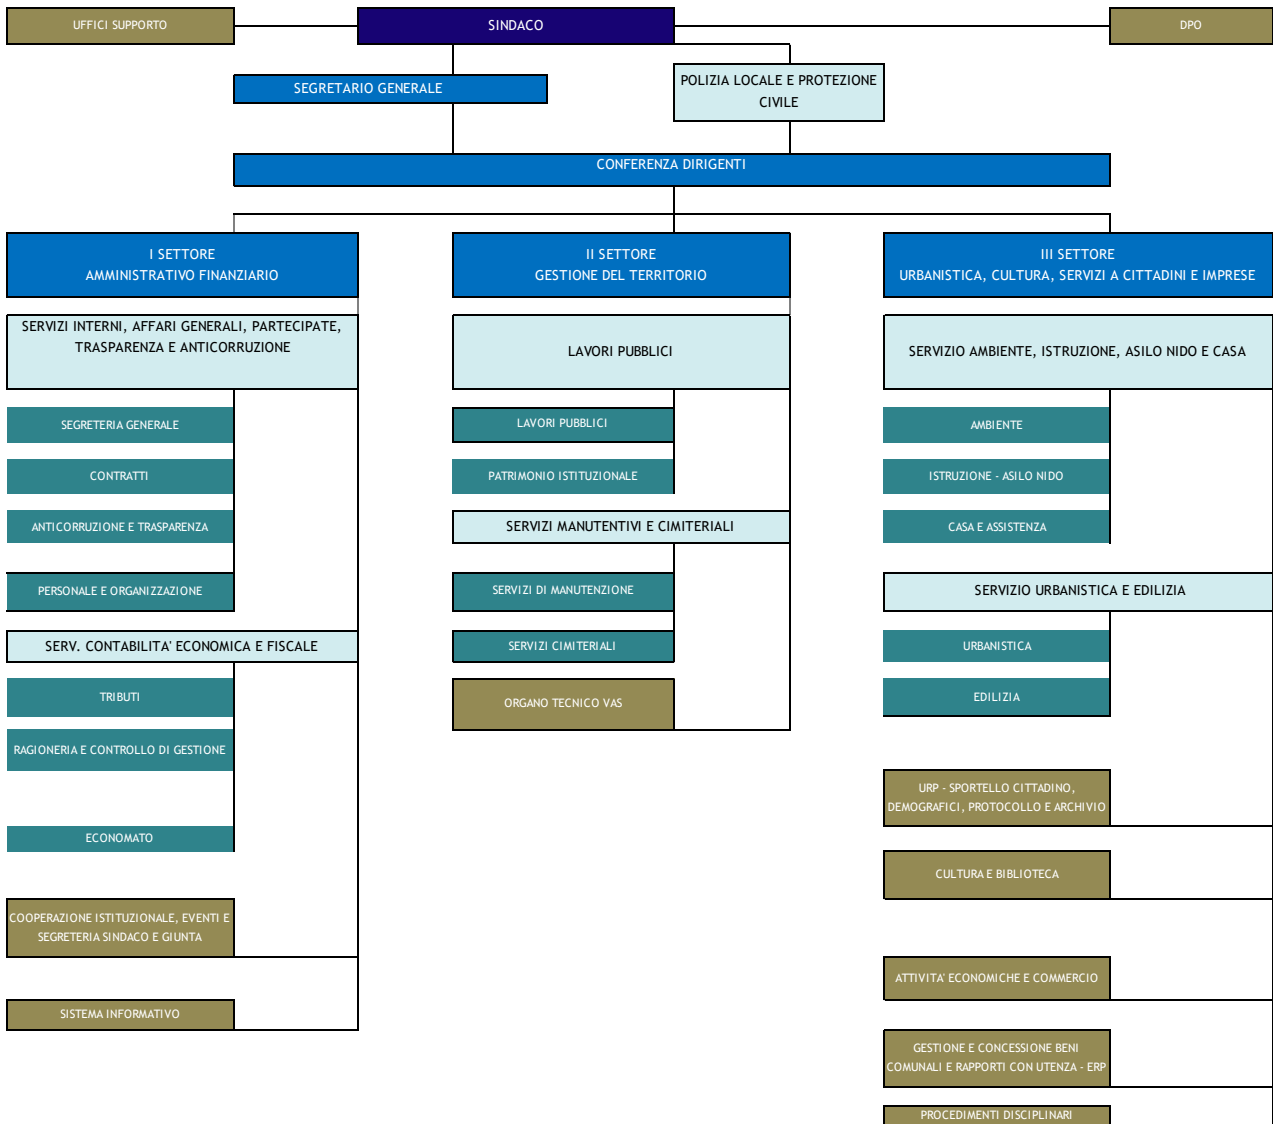 UFFICI SUPPORTO
SINDACO
DPO
SEGRETARIO GENERALE
POLIZIA LOCALE E PROTEZIONE
CIVILE
CONFERENZA DIRIGENTI
I SETTORE
AMMINISTRATIVO FINANZIARIO
SERVIZI INTERNI, AFFARI GENERALI, PARTECIPATE,
TRASPARENZA E ANTICORRUZIONE
SEGRETERIA GENERALE
CONTRATTI
ANTICORRUZIONE E TRASPARENZA
PERSONALE E ORGANIZZAZIONE
SERV. CONTABILITA' ECONOMICA E FISCALE
TRIBUTI
RAGIONERIA E CONTROLLO DI GESTIONE
ECONOMATO
COOPERAZIONE ISTITUZIONALE, EVENTI E
SEGRETERIA SINDACO E GIUNTA
SISTEMA INFORMATIVO
II SETTORE
GESTIONE DEL TERRITORIO
LAVORI PUBBLICI
LAVORI PUBBLICI
PATRIMONIO ISTITUZIONALE
SERVIZI MANUTENTIVI E CIMITERIALI
SERVIZI DI MANUTENZIONE
SERVIZI CIMITERIALI
ORGANO TECNICO VAS
III SETTORE
URBANISTICA, CULTURA, SERVIZI A CITTADINI E IMPRESE
SERVIZIO AMBIENTE, ISTRUZIONE, ASILO NIDO E CASA
AMBIENTE
ISTRUZIONE - ASILO NIDO
CASA E ASSISTENZA
SERVIZIO URBANISTICA E EDILIZIA
URBANISTICA
EDILIZIA
URP - SPORTELLO CITTADINO,
DEMOGRAFICI, PROTOCOLLO E ARCHIVIO
CULTURA E BIBLIOTECA
ATTIVITA' ECONOMICHE E COMMERCIO
GESTIONE E CONCESSIONE BENI
COMUNALI E RAPPORTI CON UTENZA - ERP
PROCEDIMENTI DISCIPLINARI